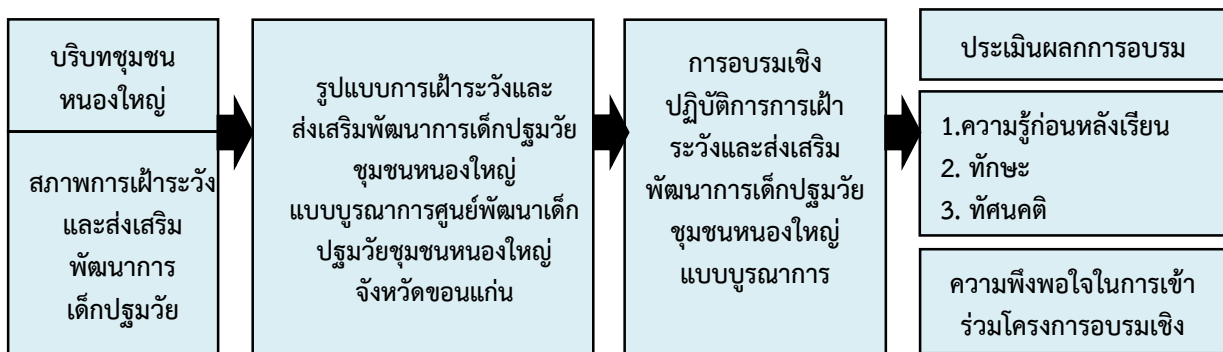 บริบทชุมชน
หนองใหญ่
สภาพการเฝ้าระวัง
และส่งเสริม
พัฒนาการ
เด็กปฐมวัย
รูปแบบการเฝ้าระวังและ
ส่งเสริมพัฒนาการเด็กปฐมวัย
ชุมชนหนองใหญ่
แบบบูรณาการศูนย์พัฒนาเด็ก
ปฐมวัยชุมชนหนองใหญ่
จังหวัดขอนแก่น
การอบรมเชิง
ปฏิบัติการการเฝ้า
ระวังและส่งเสริม
พัฒนาการเด็กปฐมวัย
ชุมชนหนองใหญ่
แบบบูรณาการ
ประเมินผลกการอบรม
1.ความรู้ก่อนหลังเรียน
2. ทักษะ
3. ทัศนคติ
ความพึงพอใจในการเข้า
ร่วมโครงการอบรมเชิง